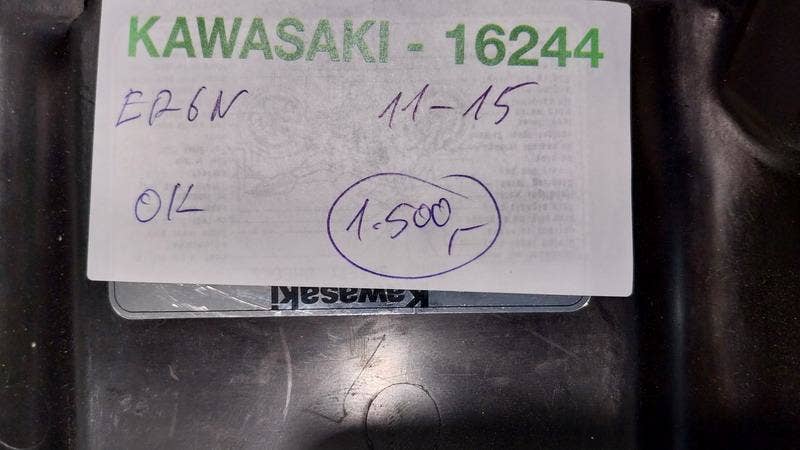 KAWASAKI - 16244
ER6N 11-15
OK 1.500,-
Kawasaki